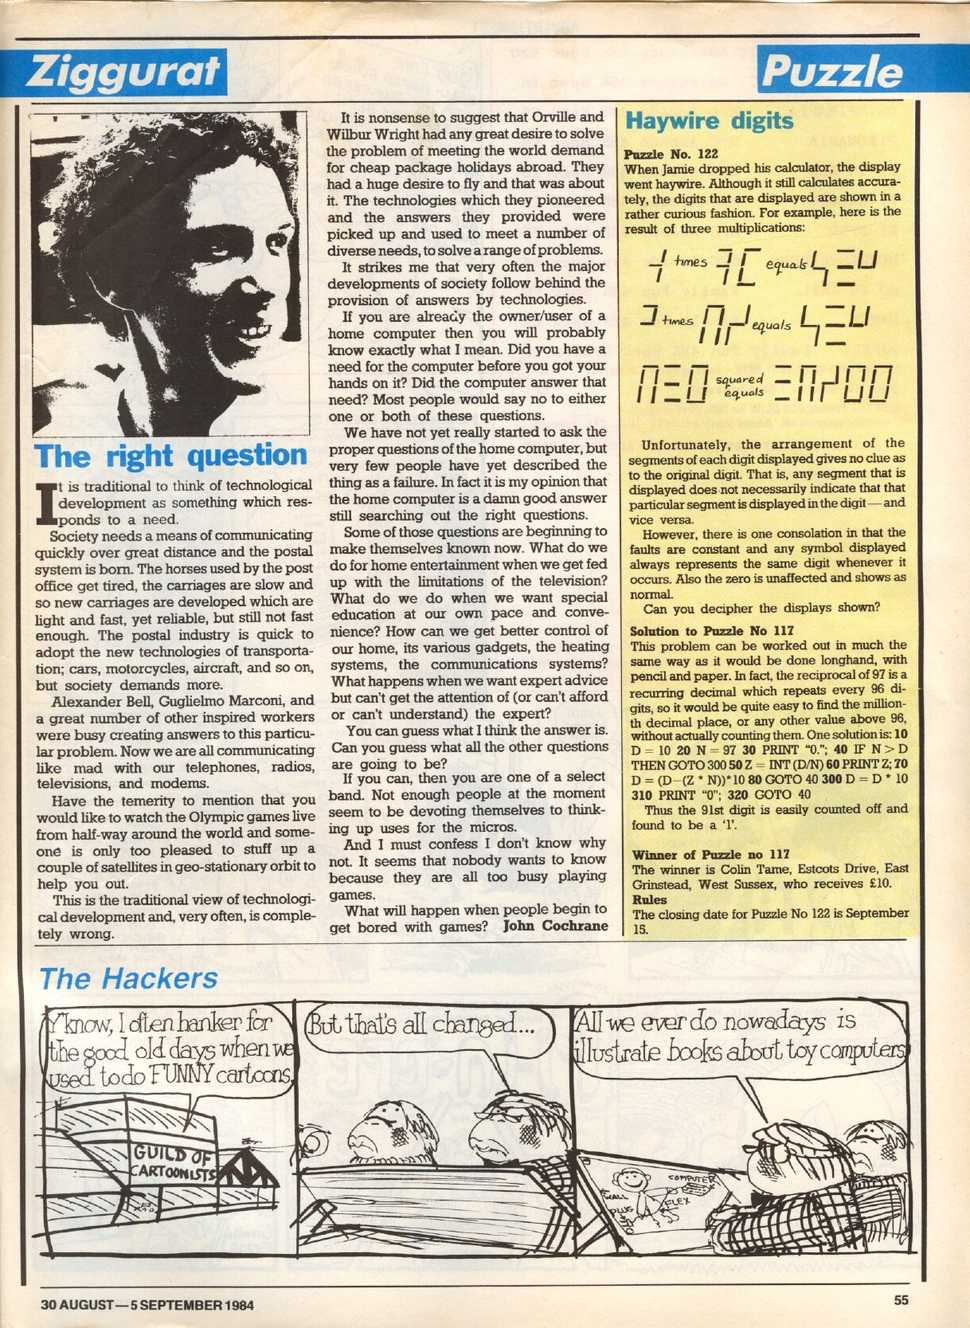 Ziggurat
Puzzle
The right question
It is traditional to think of technological
development as something which res-
ponds to a need.
Society needs a means of communicating
quickly over great distance and the postal
system is born. The horses used by the post
office get tired, the carriages are slow and
so new carriages are developed which are
light and fast, yet reliable, but still not fast
enough. The postal industry is quick to
adopt the new technologies of transporta-
tion; cars, motorcycles, aircraft, and so on,
but society demands more.
Alexander Bell, Guglielmo Marconi, and
a great number of other inspired workers
were busy creating answers to this particu-
lar problem. Now we are all communicating
like mad with our telephones, radios,
televisions, and modems.
Have the temerity to mention that you
would like to watch the Olympic games live
from half-way around the world and some-
one is only too pleased to stuff up a
couple of satellites in geo-stationary orbit to
help you out.
This is the traditional view of technologi-
cal development and, very often, is comple-
tely wrong.
It is nonsense to suggest that Orville and
Wilbur Wright had any great desire to solve
the problem of meeting the world demand
for cheap package holidays abroad. They
had a huge desire to fly and that was about
it. The technologies which they pioneered
and the answers they provided were
picked up and used to meet a number of
diverse needs, to solve a range of problems.
It strikes me that very often the major
developments of society follow behind the
provision of answers by technologies.
If you are already the owner/user of a
home computer then you will probably
know exactly what I mean. Did you have a
need for the computer before you got your
hands on it? Did the computer answer that
need? Most people would say no to either
one or both of these questions.
We have not yet really started to ask the
proper questions of the home computer, but
very few people have yet described the
thing as a failure. In fact it is my opinion that
the home computer is a damn good answer
still searching out the right questions.
Some of those questions are beginning to
make themselves known now. What do we
do for home entertainment when we get fed
up with the limitations of the television?
What do we do when we want special
education at our own pace and conve-
nience? How can we get better control of
our home, its various gadgets, the heating
systems, the communications systems?
What happens when we want expert advice
but can't get the attention of (or can't afford
or can't understand) the expert?
You can guess what I think the answer is.
Can you guess what all the other questions
are going to be?
If you can, then you are one of a select
band. Not enough people at the moment
seem to be devoting themselves to think-
ing up uses for the micros.
And I must confess I don't know why
not. It seems that nobody wants to know
because they are all too busy playing
games.
What will happen when people begin to
get bored with games? John Cochrane
Haywire digits
Puzzle No. 122
When Jamie dropped his calculator, the display
went haywire. Although it still calculates accura-
tely, the digits that are displayed are shown in a
rather curious fashion. For example, here is the
result of three multiplications:
times equals
times equals
squared
equals
Unfortunately, the arrangement of the
segments of each digit displayed gives no clue as
to the original digit. That is, any segment that is
displayed does not necessarily indicate that that
particular segment is displayed in the digit — and
vice versa.
However, there is one consolation in that the
faults are constant and any symbol displayed
always represents the same digit whenever it
occurs. Also the zero is unaffected and shows as
normal.
Can you decipher the displays shown?
Solution to Puzzle No 117
This problem can be worked out in much the
same way as it would be done longhand, with
pencil and paper. In fact, the reciprocal of 97 is a
recurring decimal which repeats every 96 di-
gits, so it would be quite easy to find the million-
th decimal place, or any other value above 96,
without actually counting them. One solution is: 10
D = 10 20 N = 97 30 PRINT "0."; 40 IF N > D
THEN GOTO 300 50 Z = INT (D/N) 60 PRINT Z; 70
D = (D-(Z * N))*10 80 GOTO 40 300 D = D * 10
310 PRINT "0"; 320 GOTO 40
Thus the 91st digit is easily counted off and
found to be a '1'.
Winner of Puzzle no 117
The winner is Colin Tame, Estcots Drive, East
Grinstead, West Sussex, who receives £10.
Rules
The closing date for Puzzle No 122 is September
15.
The Hackers
Y'know, I often hanker for
the good old days when we
used to do FUNNY cartoons.
GUILD OF
CARTOONISTS
But that's all changed...
All we ever do nowadays is
illustrate books about toy computers
COMPUTER
SMALL
FLEX
PLUG
30 AUGUST—5 SEPTEMBER 1984
55